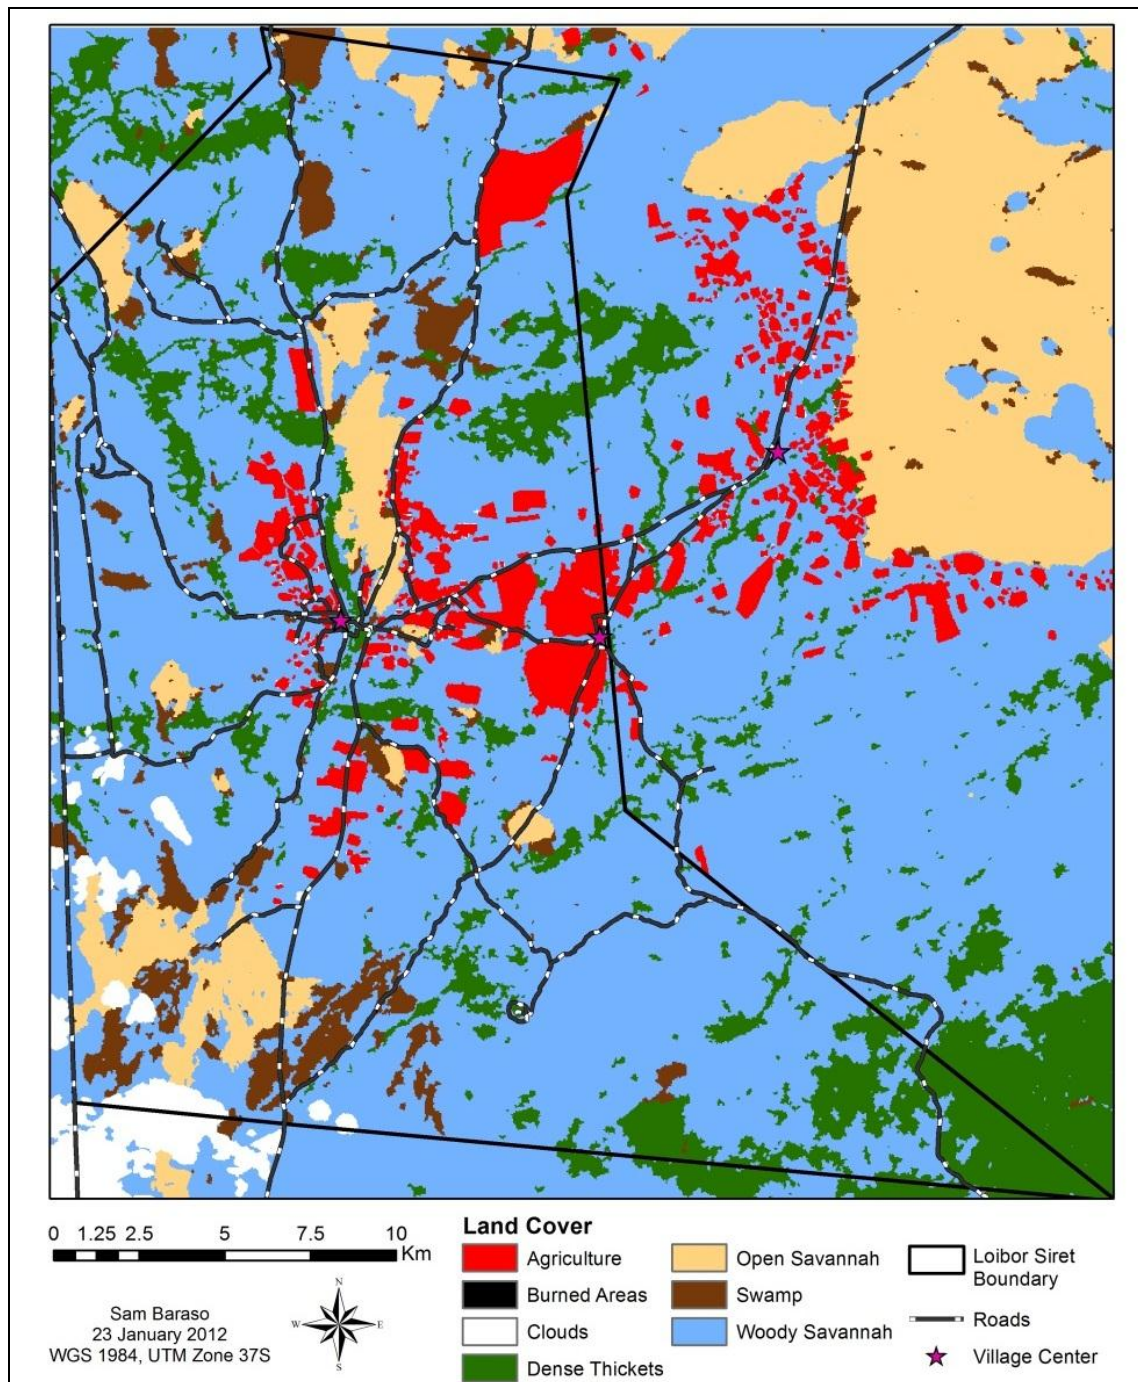 0 1.25 2.5 5 7.5 10
Km
Sam Baraso
23 January 2012
WGS 1984, UTM Zone 37S
N
W E
S
Land Cover
Agriculture
Burned Areas
Clouds
Dense Thickets
Open Savannah
Swamp
Woody Savannah
Loibor Siret
Boundary
Roads
Village Center